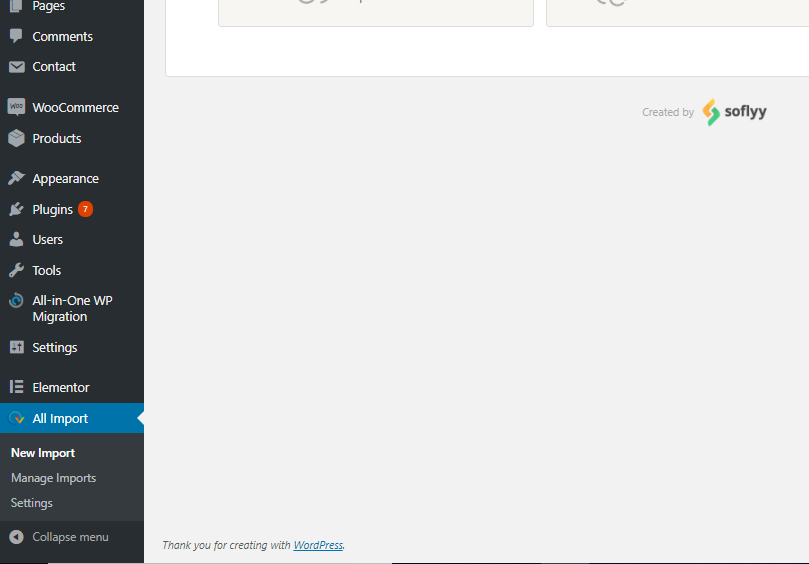 Pages
Comments
Contact
Woo WooCommerce
Products
Appearance
Plugins 7
Users
Tools
All-in-One WP
Migration
Settings
Elementor
All Import
New Import
Manage Imports
Settings
Collapse menu
Created by soflyy
Thank you for creating with WordPress.